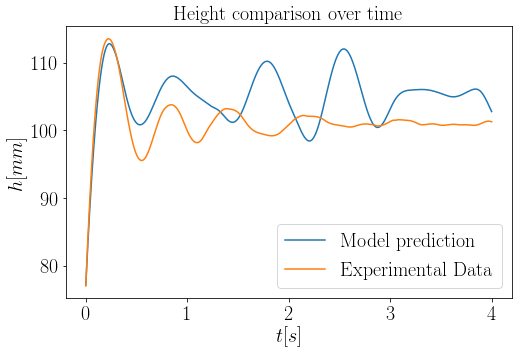 Height comparison over time
110
100
90
80
h[mm]
0 1 2 3 4
t[s]
Model prediction
Experimental Data